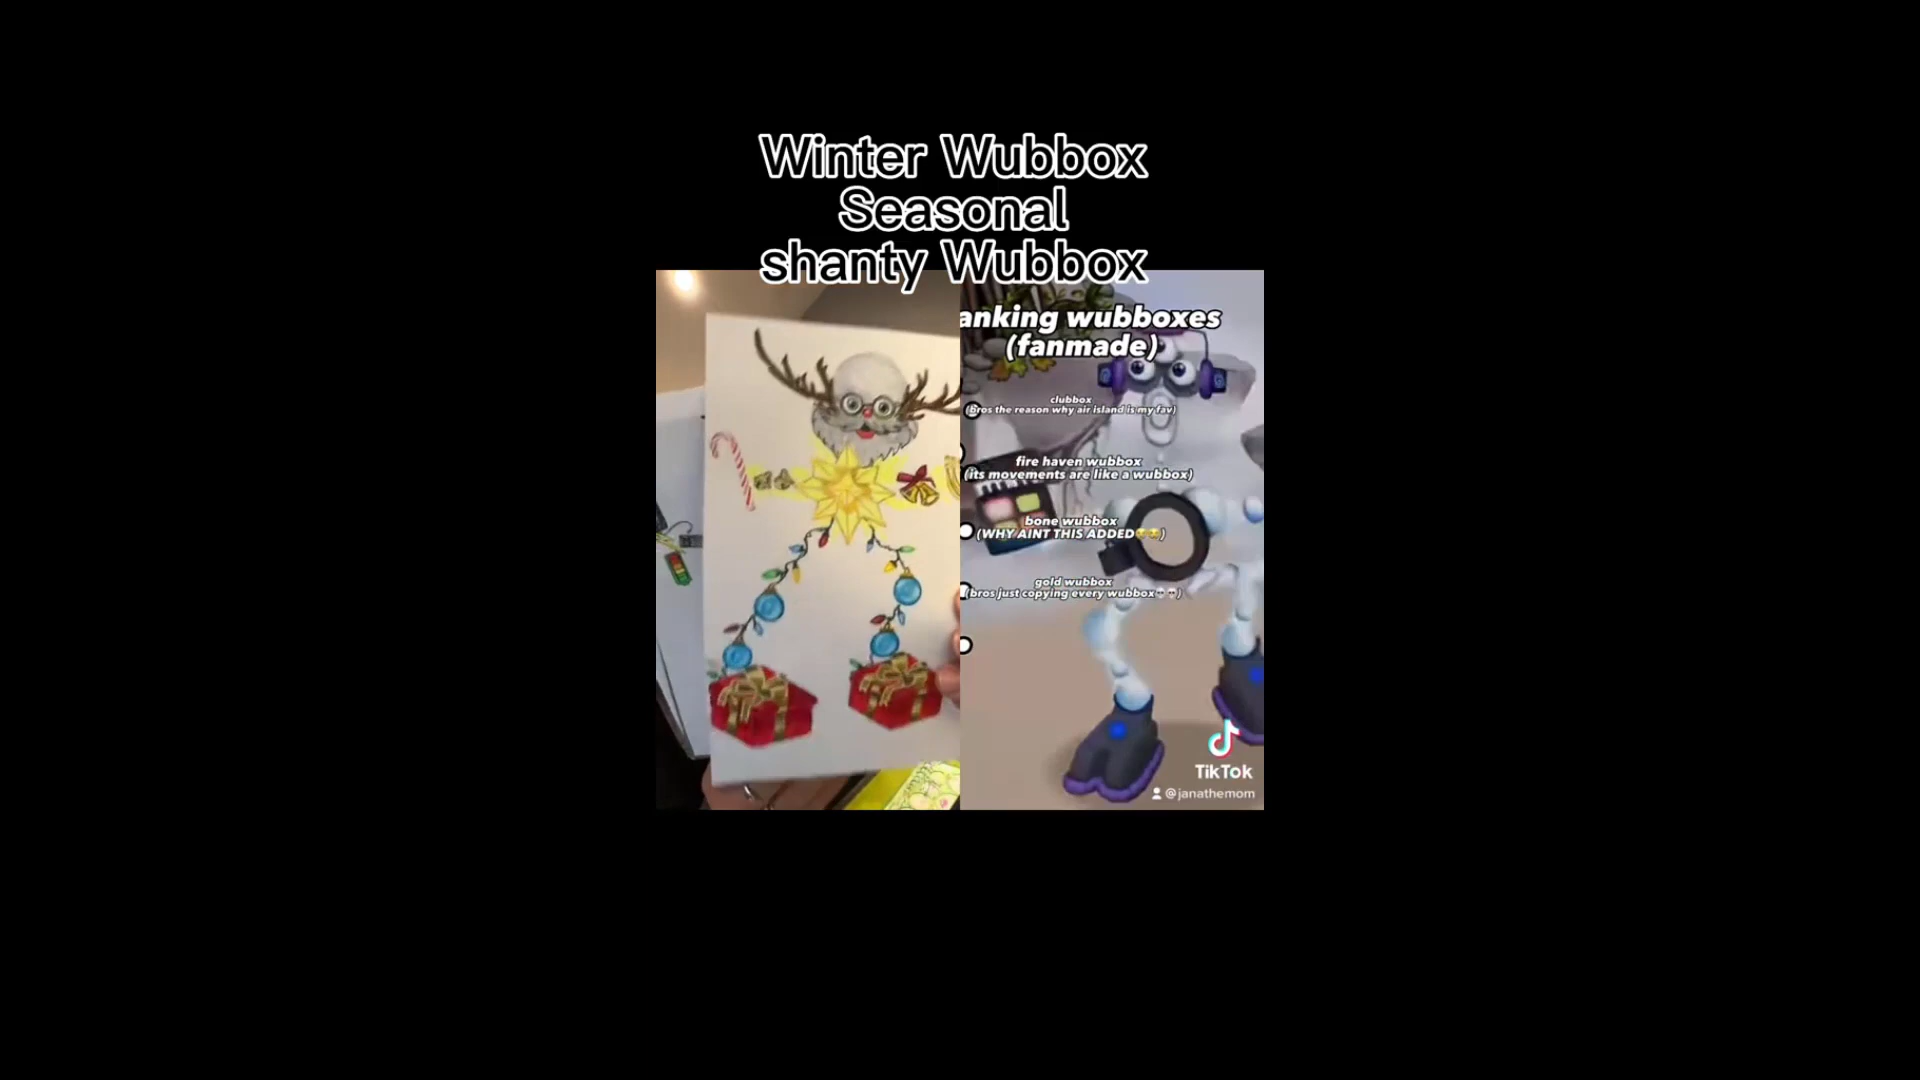 Winter Wubbox
Seasonal
shanty Wubbox
anking wubboxes
(fanmade)
clubbox
(bros the reason why air island is my fav)
fire haven wubbox
(its movements are like a wubbox)
bone wubbox
(WHY AINT THIS ADDED😭😭)
gold wubbox
(bros just copying every wubbox💀💀)
TikTok
@janathemom